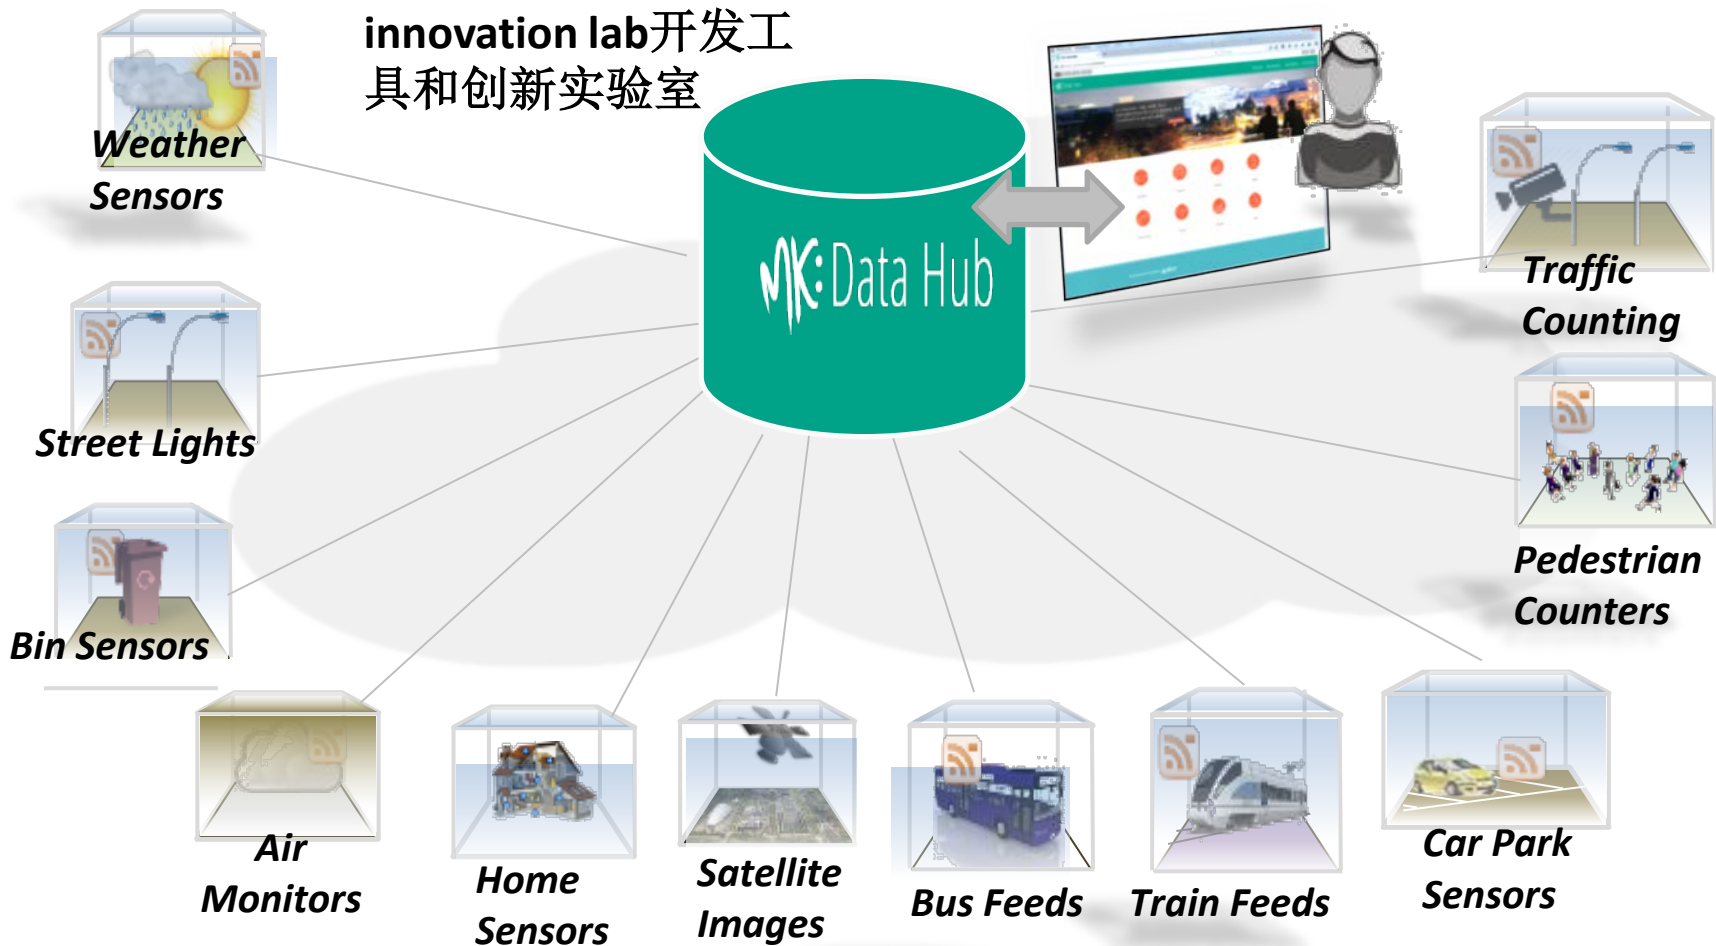 innovation lab开发工
具和创新实验室
Weather
Sensors
Street Lights
Bin Sensors
Air
Monitors
Home
Sensors
Satellite
Images
Bus Feeds
Train Feeds
Car Park
Sensors
Pedestrian
Counters
Traffic
Counting
MK: Data Hub